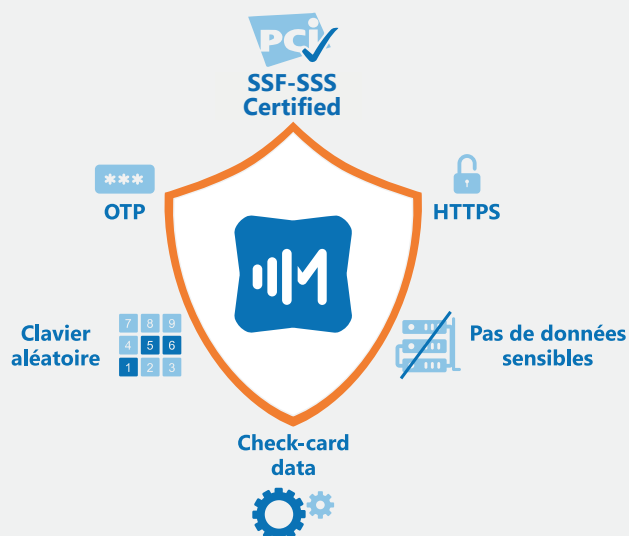 PCi
SSF-SSS
Certified
***
OTP
HTTPS
7 8 9
4 5 6
1 2 3
Clavier
aléatoire
Pas de données
sensibles
Check-card
data